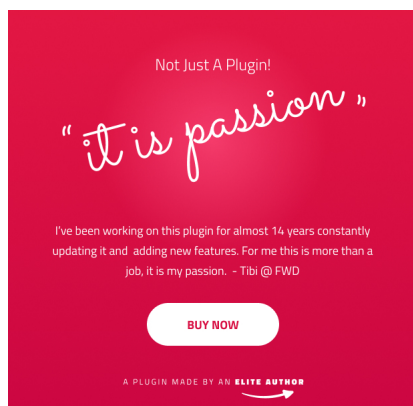 Not Just A Plugin!
“ it is passion ”
I've been working on this plugin for almost 14 years constantly
updating it and adding new features. For me this is more than a
job, it is my passion. - Tibi @ FWD
BUY NOW
A PLUGIN MADE BY AN ELITE AUTHOR